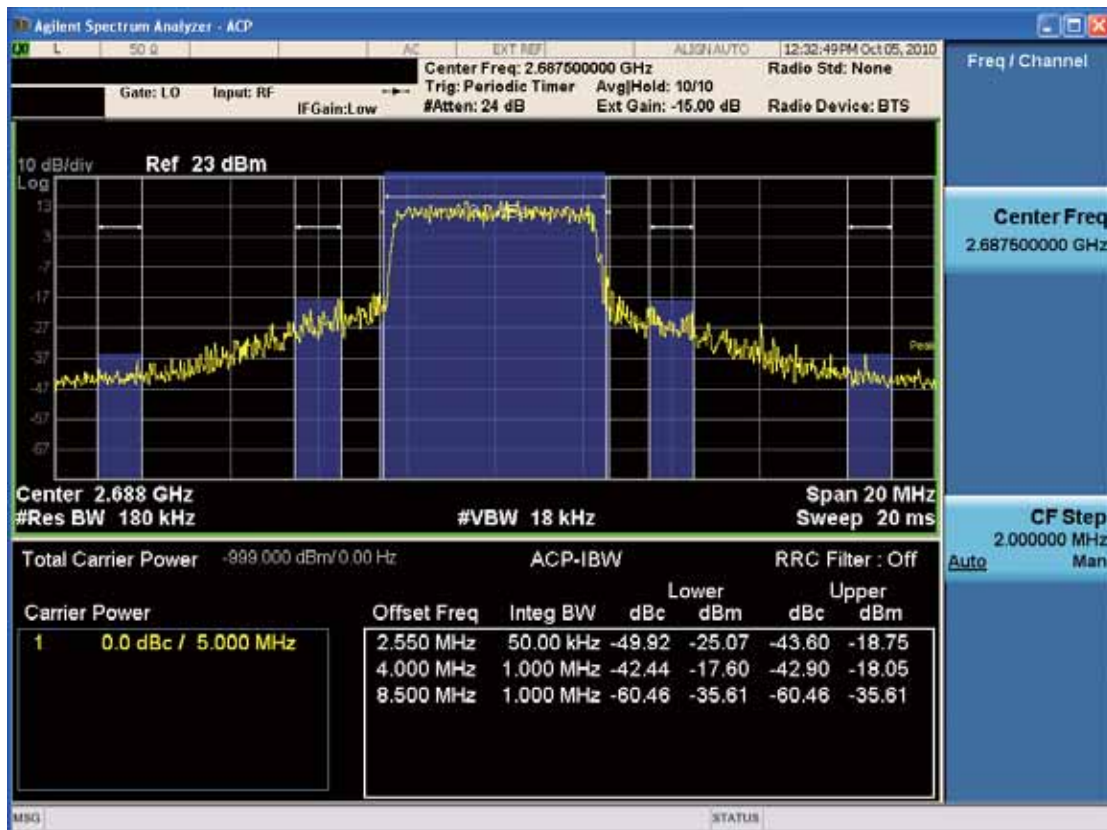 Agilent Spectrum Analyzer - ACP
L 50 Ω AC EXT REF ALIGN AUTO 12:32:49 PM Oct 05, 2010
Center Freq: 2.687500000 GHz Radio Std: None
Gate: LO Input: RF Trig: Periodic Timer Avg|Hold: 10/10
IFGain:Low #Atten: 24 dB Ext Gain: -15.00 dB Radio Device: BTS
10 dB/div Ref 23 dBm
Log
13
3
-7
-17
-27
-37
-47
-57
-67
Peak
Center 2.688 GHz Span 20 MHz
#Res BW 180 kHz #VBW 18 kHz Sweep 20 ms
Total Carrier Power -999.000 dBm/ 0.00 Hz ACP-IBW RRC Filter : Off
Lower Upper
Carrier Power Offset Freq Integ BW dBc dBm dBc dBm
1 0.0 dBc / 5.000 MHz 2.550 MHz 50.00 kHz -49.92 -25.07 -43.60 -18.75
4.000 MHz 1.000 MHz -42.44 -17.60 -42.90 -18.05
8.500 MHz 1.000 MHz -60.46 -35.61 -60.46 -35.61
MSG STATUS
Freq / Channel
Center Freq
2.687500000 GHz
CF Step
2.000000 MHz
Auto Man